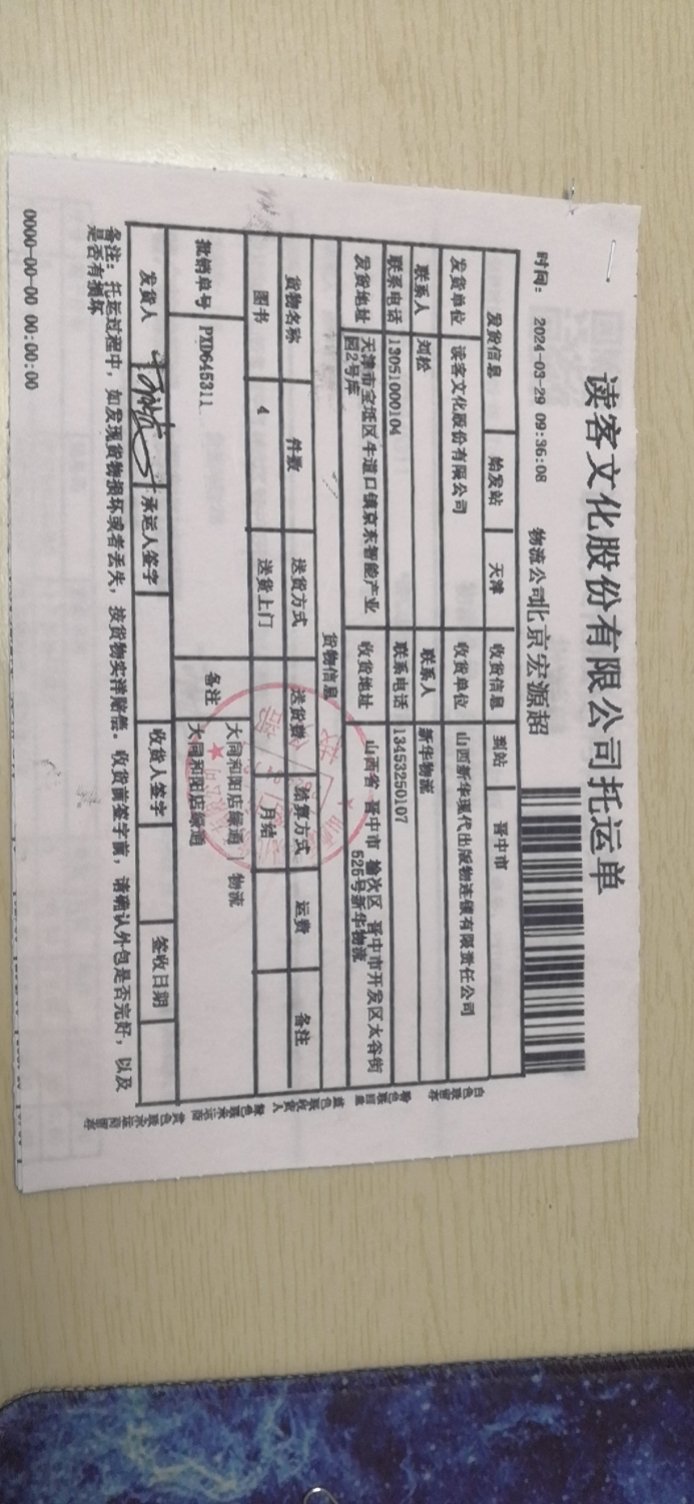 读客文化股份有限公司托运单
时间： 2024-03-29 09:36:08 物流公司北京宏源超
发货信息 始发站 天津 收货信息 到站 晋中市
发货单位 读客文化股份有限公司 收货单位 山西新华现代出版物连锁有限责任公司
联系人 刘松 联系人 新华物流
联系电话 13051000104 联系电话 13453250107
发货地址 天津市宝坻区牛道口镇京东智能产业园2号库 收货地址 山西省 晋中市 榆次区 晋中市开发区太谷街525号新华物流
货物信息
货物名称 件数 送货方式 送货费 结算方式 运费 备注
图书 4 送货上门 月结
批销单号 PXD645311 备注 大同和阳店绿通 物流
大同和阳店绿通
发货人 承运人签字 收货人签字 签收日期
备注：托运过程中，如发现货物损坏或者丢失，按货物实洋赔偿。收货前签字前，请确认外包是否完好，以及
是否有损坏
0000-00-00 00:00:00